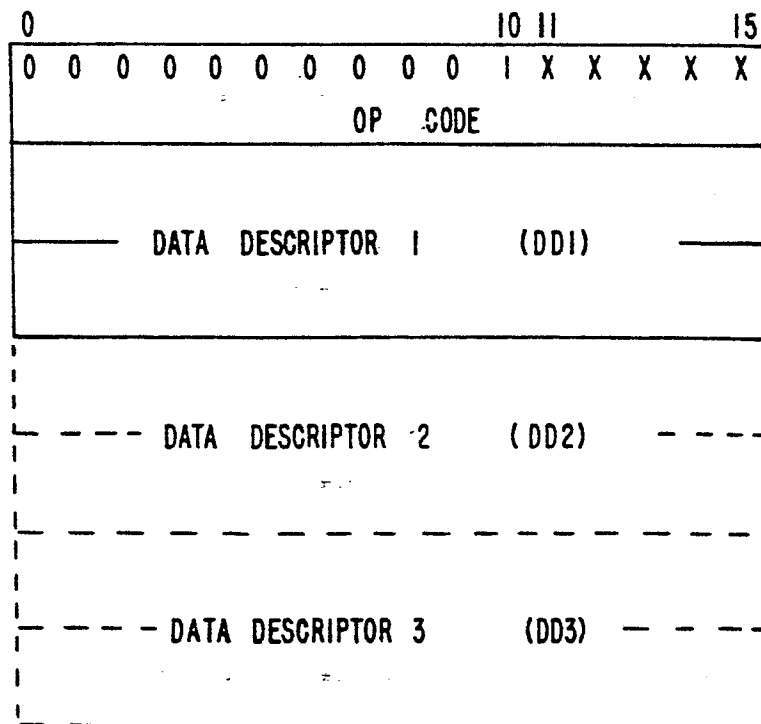 0 10 11 15
0 0 0 0 0 0 0 0 0 0 1 X X X X X
OP CODE
DATA DESCRIPTOR 1 (DD1)
DATA DESCRIPTOR 2 (DD2)
DATA DESCRIPTOR 3 (DD3)